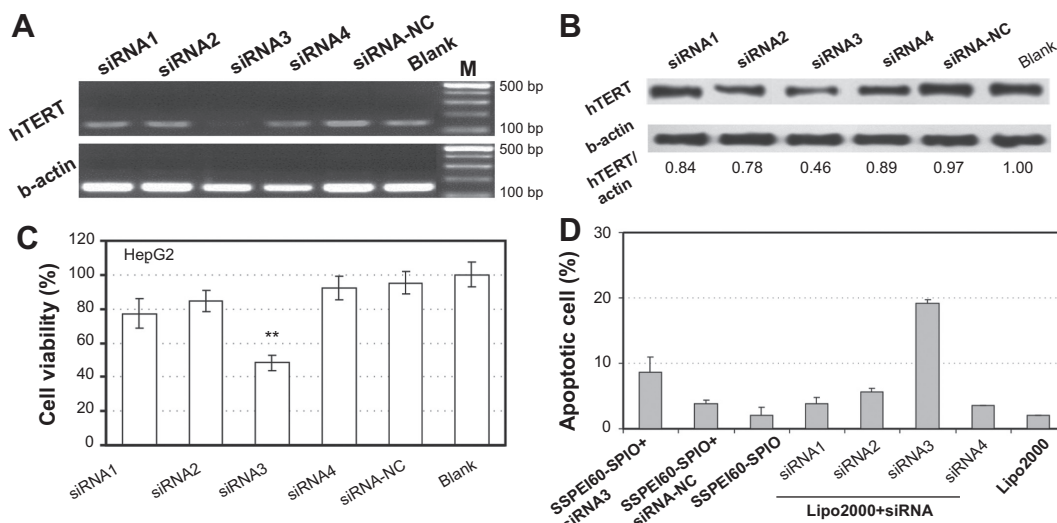 A
siRNA1 siRNA2 siRNA3 siRNA4 siRNA-NC Blank M
hTERT
500 bp
100 bp
b-actin
500 bp
100 bp
B
siRNA1 siRNA2 siRNA3 siRNA4 siRNA-NC Blank
hTERT
b-actin
hTERT/
actin
0.84 0.78 0.46 0.89 0.97 1.00
C
Cell viability (%)
120
100
80
60
40
20
0
HepG2
**
siRNA1 siRNA2 siRNA3 siRNA4 siRNA-NC Blank
D
Apoptotic cell (%)
30
20
10
0
SSPEI60-SPIO+
siRNA3
SSPEI60-SPIO+
siRNA-NC
SSPEI60-SPIO
siRNA1 siRNA2 siRNA3 siRNA4
Lipo2000
Lipo2000+siRNA